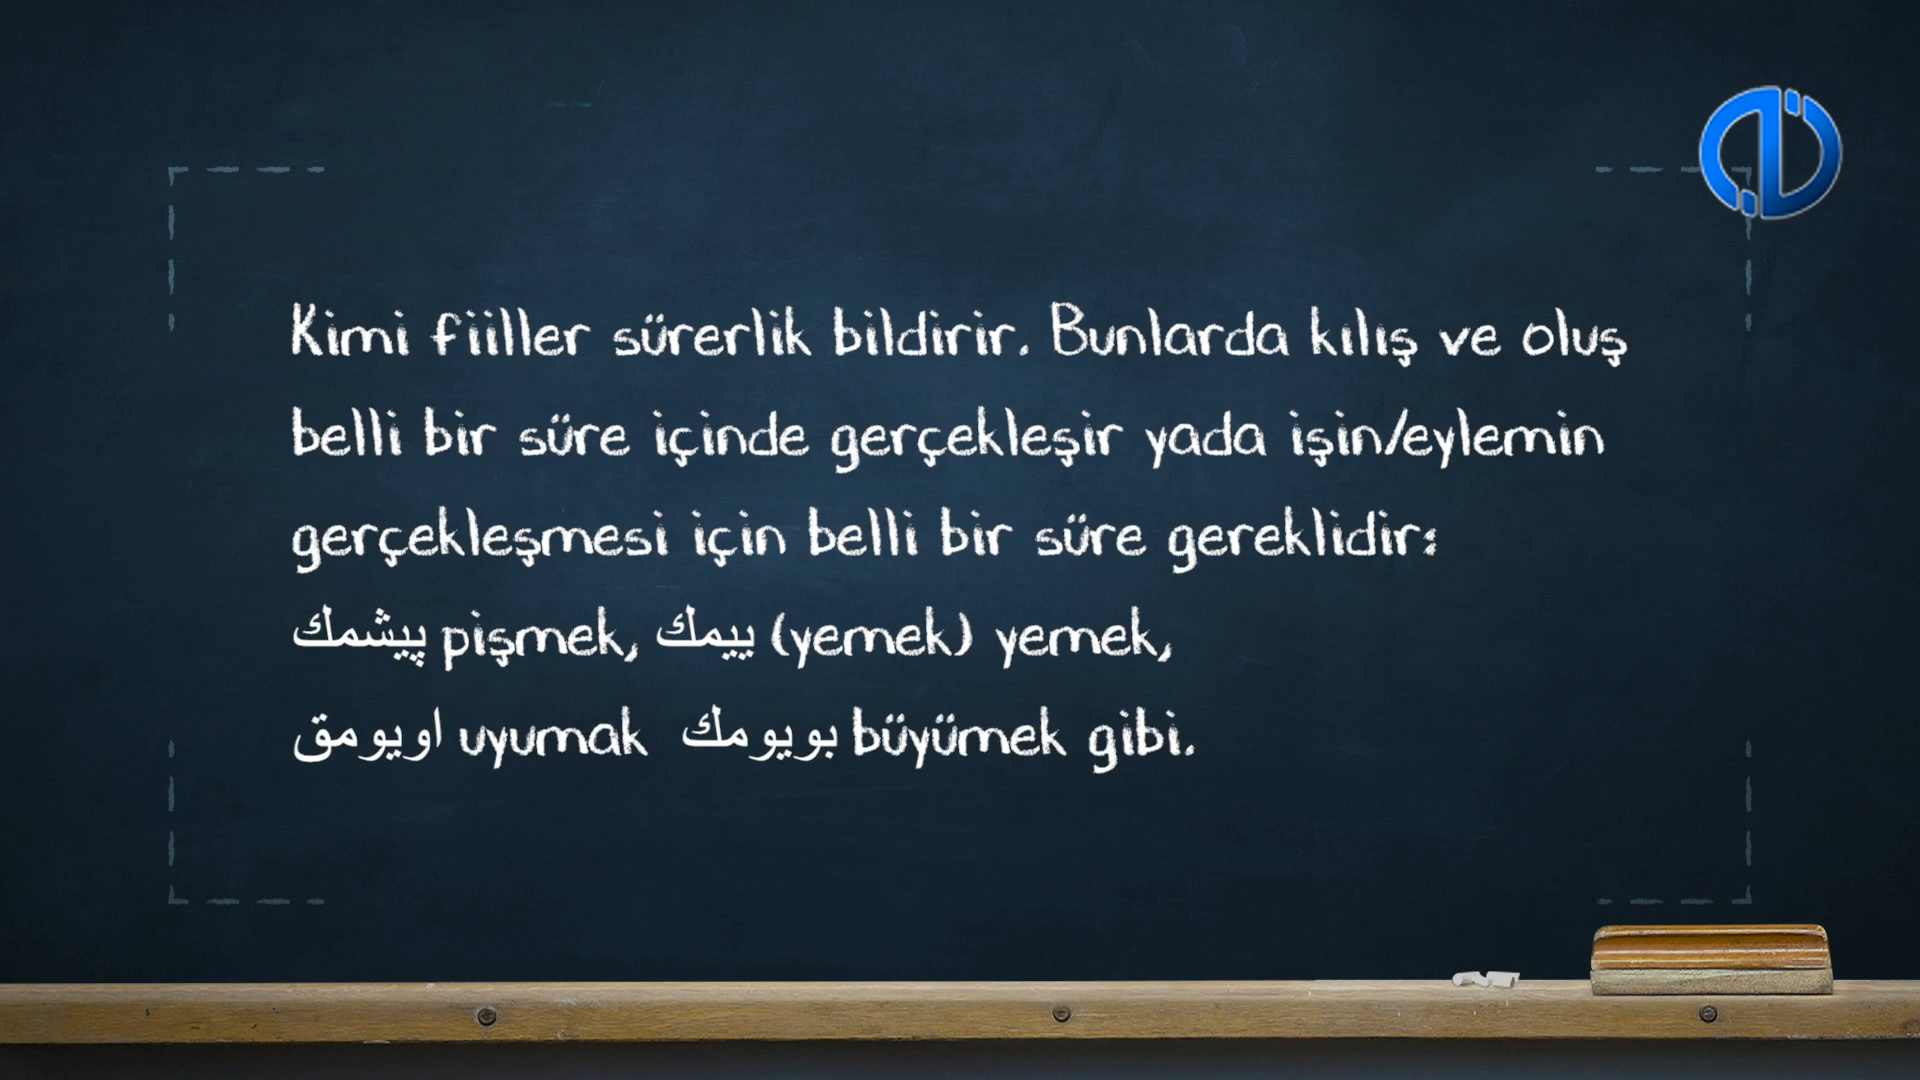 Kimi fiiller sürerlik bildirir. Bunlarda kılış ve oluş
belli bir süre içinde gerçekleşir yada işin/eylemin
gerçekleşmesi için belli bir süre gereklidir:
پيشمك pişmek, ييمك (yemek) yemek,
اويومق uyumak بويومك büyümek gibi.